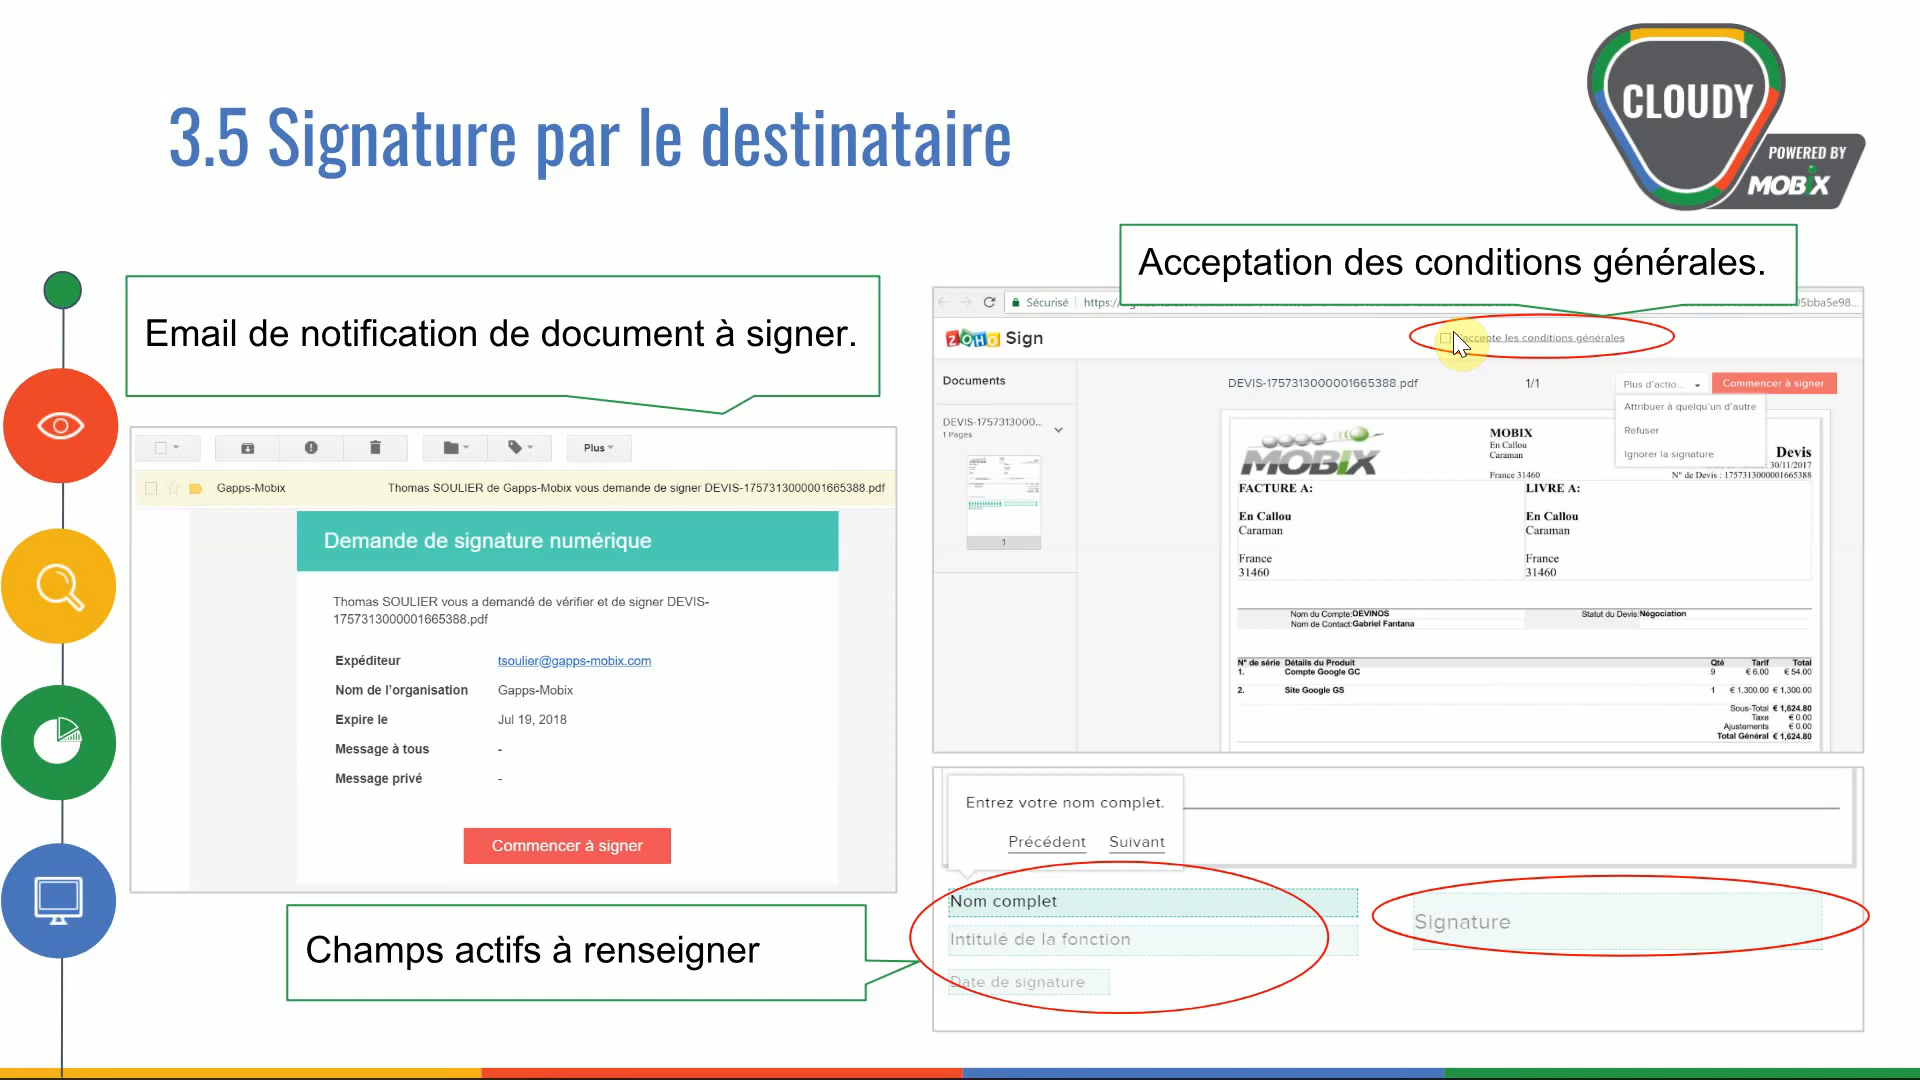 3.5 Signature par le destinataire
CLOUDY
POWERED BY
MOBIX
Email de notification de document à signer.
Acceptation des conditions générales.
Plus
Gapps-Mobix
Thomas SOULIER de Gapps-Mobix vous demande de signer DEVIS-1757313000001665388.pdf
Demande de signature numérique
Thomas SOULIER vous a demandé de vérifier et de signer DEVIS-
1757313000001665388.pdf
Expéditeur tsoulier@gapps-mobix.com
Nom de l'organisation Gapps-Mobix
Expire le Jul 19, 2018
Message à tous -
Message privé -
Commencer à signer
Champs actifs à renseigner
Sécurisé https:/
5bba5e98...
ZOHO Sign
accepte les conditions générales
Documents
DEVIS-175731300...
1 Pages
1
DEVIS-1757313000001665388.pdf
1/1
Plus d'actio...
Commencer à signer
Attribuer à quelqu'un d'autre
Refuser
Ignorer la signature
MOBIX
MOBIX
En Callou
Caraman
France 31460
Devis
30/11/2017
N° de Devis : 1757313000001665388
FACTURE A: LIVRE A:
En Callou En Callou
Caraman Caraman
France France
31460 31460
Nom du Compte:DEVINOS Statut du Devis:Négociation
Nom de Contact:Gabriel Fantana
N° de série Détails du Produit Qté Tarif Total
1. Compte Google GC 9 € 6.00 € 54.00
2. Site Google GS 1 € 1,300.00 € 1,300.00
Sous-Total € 1,624.80
Taxe € 0.00
Ajustements € 0.00
Total Général € 1,624.80
Entrez votre nom complet.
Précédent Suivant
Nom complet
Intitulé de la fonction
Date de signature
Signature